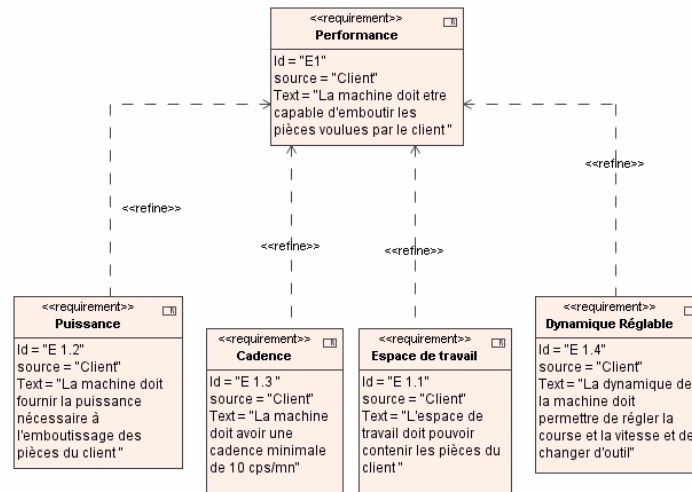 <<requirement>>
Performance
Id = "E1"
source = "Client"
Text = "La machine doit etre
capable d'emboutir les
pièces voulues par le client"
<<refine>>
<<refine>>
<<refine>>
<<refine>>
<<requirement>>
Puissance
Id = "E 1.2"
source = "Client"
Text = "La machine doit
fournir la puissance
nécessaire à
l'emboutissage des
pièces du client"
<<requirement>>
Cadence
Id = "E 1.3 "
source = "Client"
Text = "La machine
doit avoir une
cadence minimale
de 10 cps/mn"
<<requirement>>
Espace de travail
Id = "E 1.1"
source = "Client"
Text = "L'espace de
travail doit pouvoir
contenir les pièces du
client"
<<requirement>>
Dynamique Réglable
Id = "E 1.4"
source = "Client"
Text = "La dynamique de
la machine doit
permettre de régler la
course et la vitesse et de
changer d'outil"